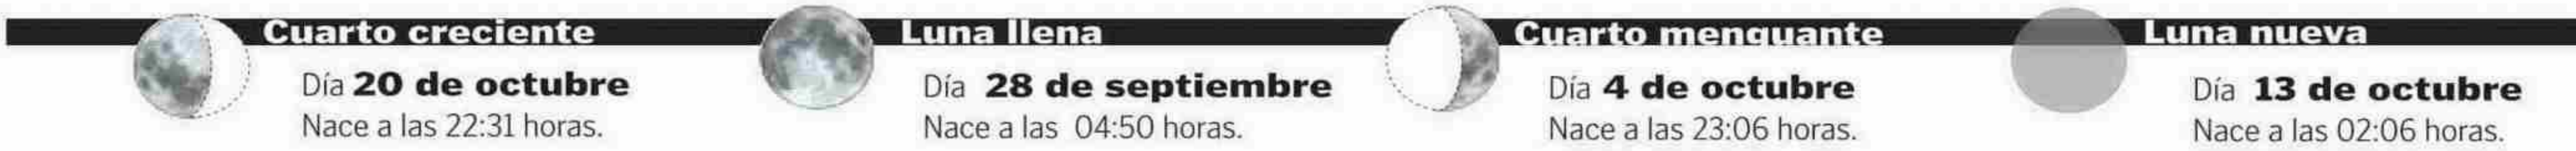 Cuarto creciente
Día 20 de octubre
Nace a las 22:31 horas.
Luna llena
Día 28 de septiembre
Nace a las 04:50 horas.
Cuarto menguante
Día 4 de octubre
Nace a las 23:06 horas.
Luna nueva
Día 13 de octubre
Nace a las 02:06 horas.